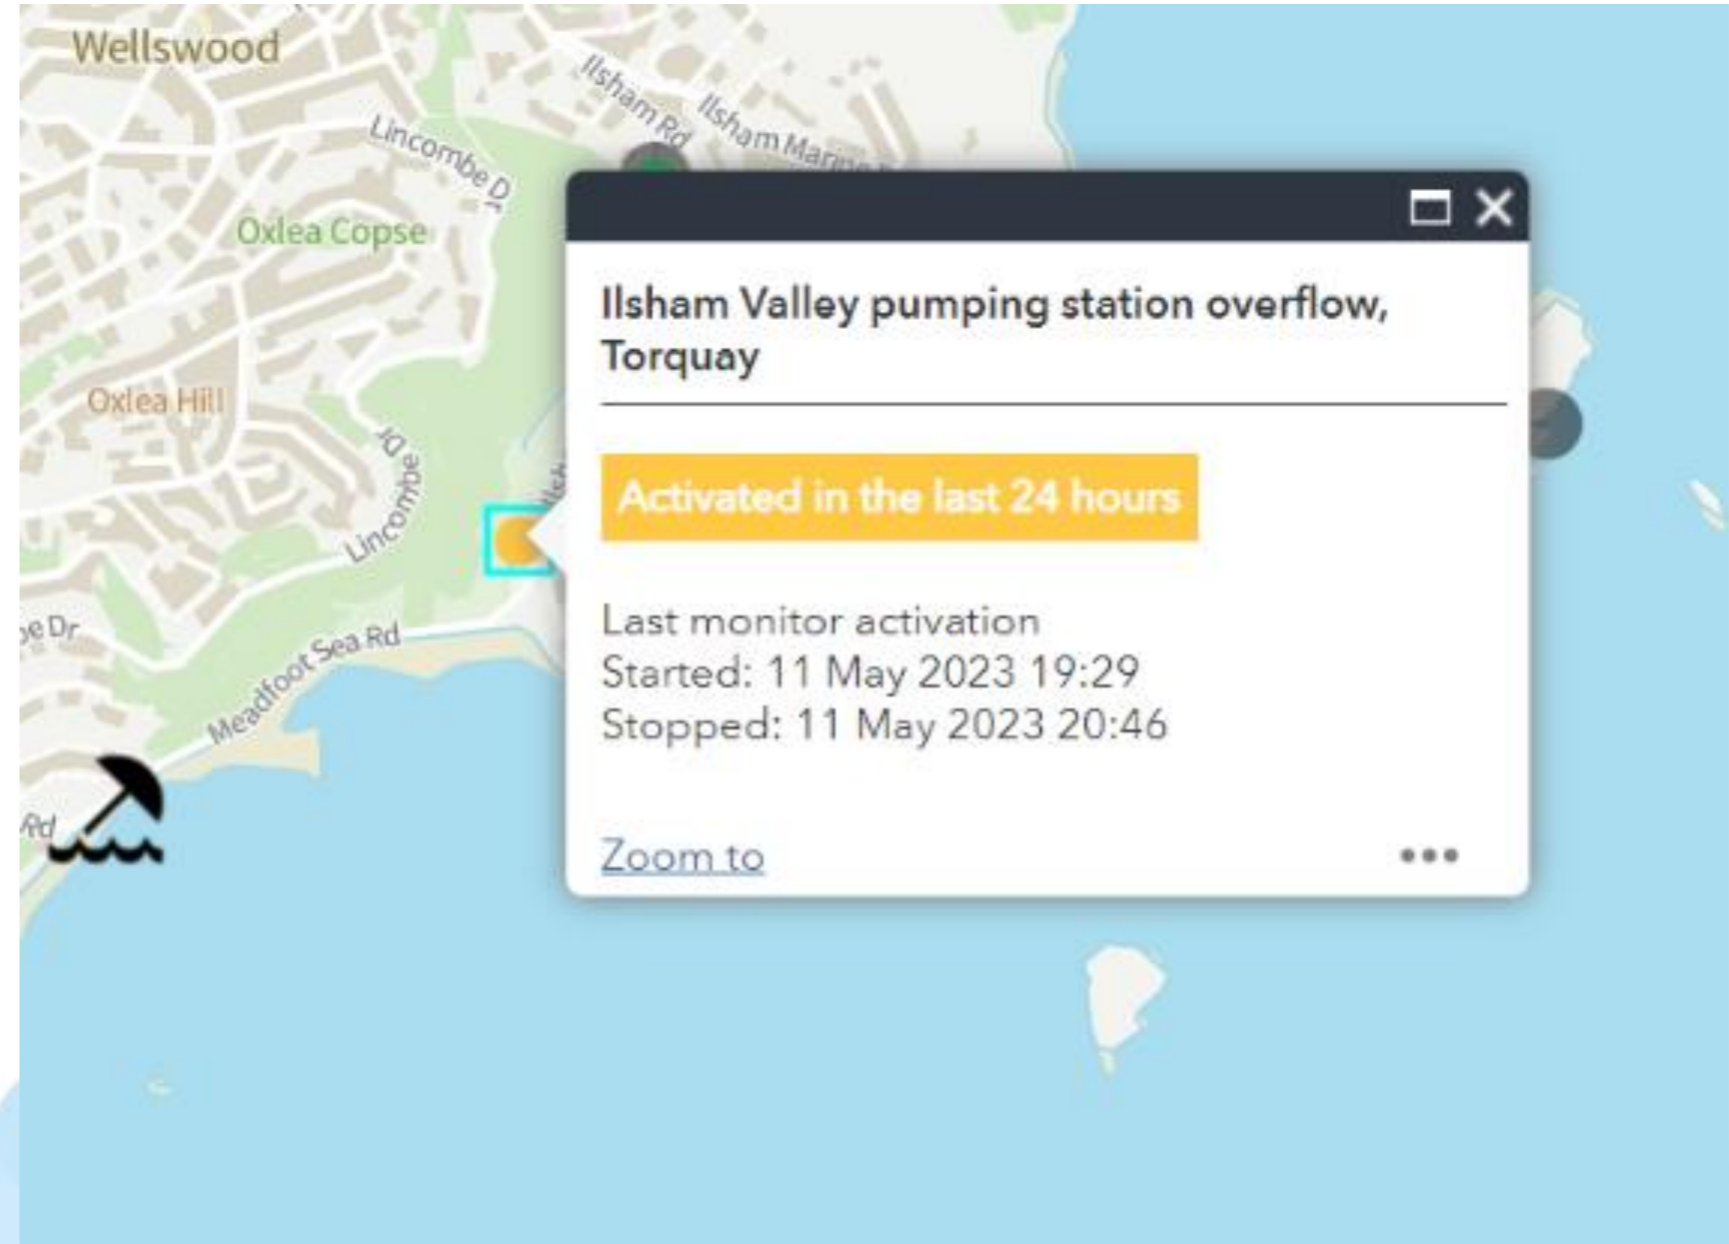 Wellswood
Ilsham Rd
Ilsham Marine
Lincombe Dr
Oxlea Copse
Ilsham Valley pumping station overflow,
Torquay
Oxlea Hill
Lincombe Dr
Activated in the last 24 hours
Last monitor activation
Started: 11 May 2023 19:29
Stopped: 11 May 2023 20:46
Meadfoot Sea Rd
Dr
Rd
Zoom to